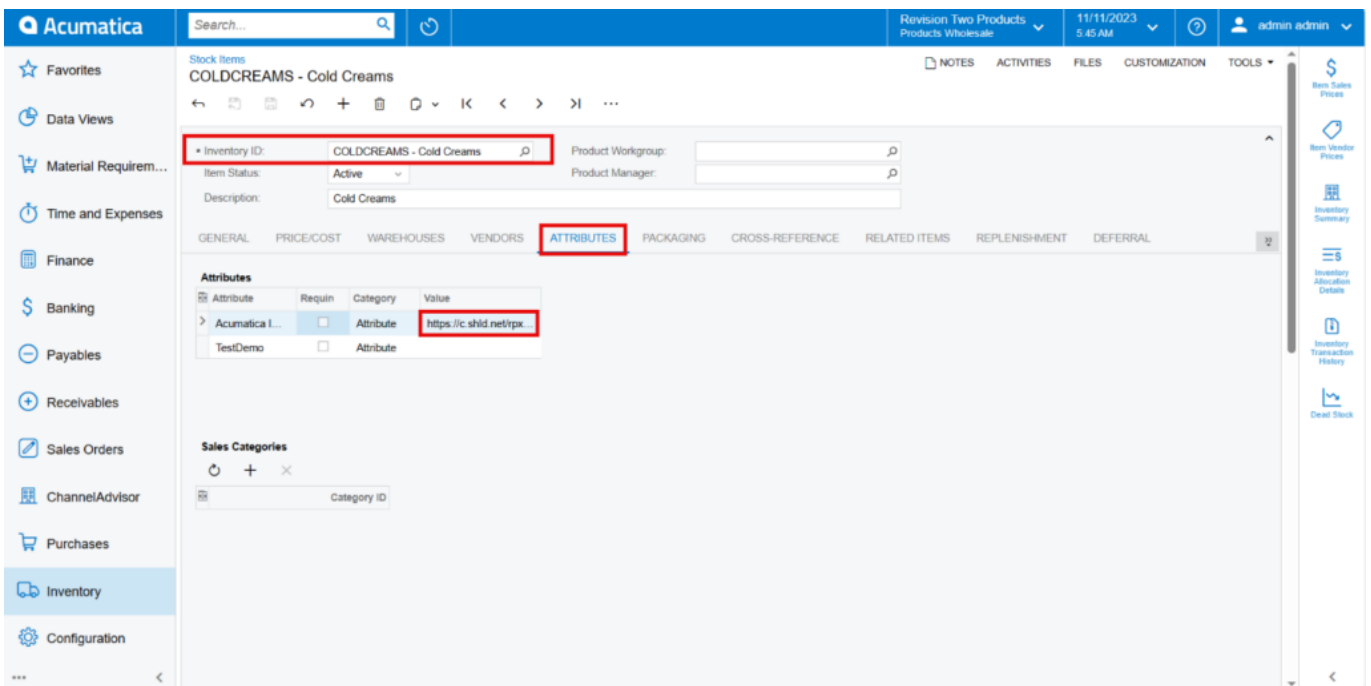 Acumatica
Search...
Revision Two Products
Products Wholesale
11/11/2023
5:45 AM
admin admin
Favorites
Data Views
Material Requirem...
Time and Expenses
Finance
Banking
Payables
Receivables
Sales Orders
ChannelAdvisor
Purchases
Inventory
Configuration
Stock Items
COLDCREAMS - Cold Creams
NOTES ACTIVITIES FILES CUSTOMIZATION TOOLS
* Inventory ID: COLDCREAMS - Cold Creams Product Workgroup:
Item Status: Active Product Manager:
Description: Cold Creams
GENERAL PRICE/COST WAREHOUSES VENDORS ATTRIBUTES PACKAGING CROSS-REFERENCE RELATED ITEMS REPLENISHMENT DEFERRAL
Attributes
Attribute Requin Category Value
Acumatica I... Attribute https://c.shld.net/rpx...
TestDemo Attribute
Sales Categories
Category ID
Item Sales
Prices
Item Vendor
Prices
Inventory
Summary
Inventory
Allocation
Details
Inventory
Transaction
History
Dead Stock